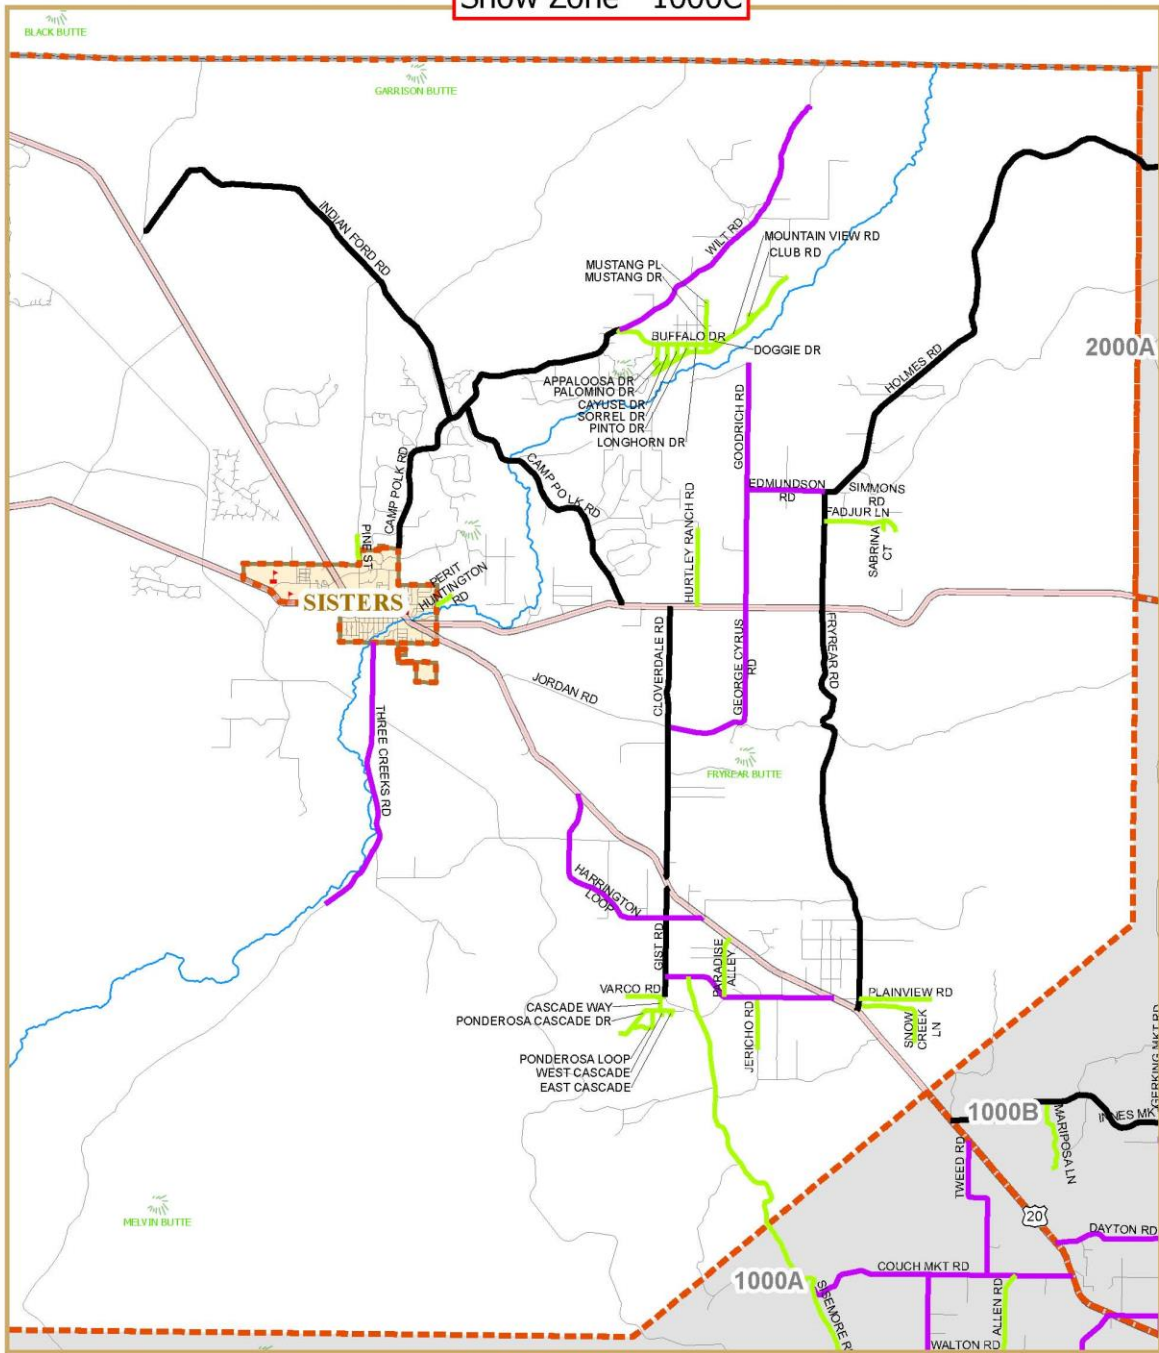 Snow Zone - 1000C
BLACK BUTTE
GARRISON BUTTE
INDIAN FORD RD
WILT RD
MOUNTAIN VIEW RD
CLUB RD
MUSTANG PL
MUSTANG DR
BUFFALO DR
DOGGIE DR
2000A
HOLMES RD
APPALOOSA DR
PALOMINO DR
CAYUSE DR
SORREL DR
PINTO DR
LONGHORN DR
GOODRICH RD
CAMP POLK RD
CAMP POLK RD
EDMUNDSON
RD
SIMMONS
RD
FADJUR LN
SABRINA
CT
HURTLEY RANCH RD
PINE ST
PERIT
HUNTINGTON
RD
SISTERS
CLOVERDALE RD
GEORGE CYRUS
RD
FRYREAR RD
JORDAN RD
THREE CREEKS RD
FRYREAR BUTTE
HARRINGTON
LOOP
GIST RD
PARADISE
ALLEY
VARCO RD
CASCADE WAY
PONDEROSA CASCADE DR
PONDEROSA LOOP
WEST CASCADE
EAST CASCADE
JERICHO RD
PLAINVIEW RD
SNOW
CREEK
LN
GERKING MKT RD
1000B
INNES MK
MARIPOSA LN
TWEED RD
MELVIN BUTTE
20
DAYTON RD
COUCH MKT RD
1000A
SISEMORE R
ALLEN RD
WALTON RD